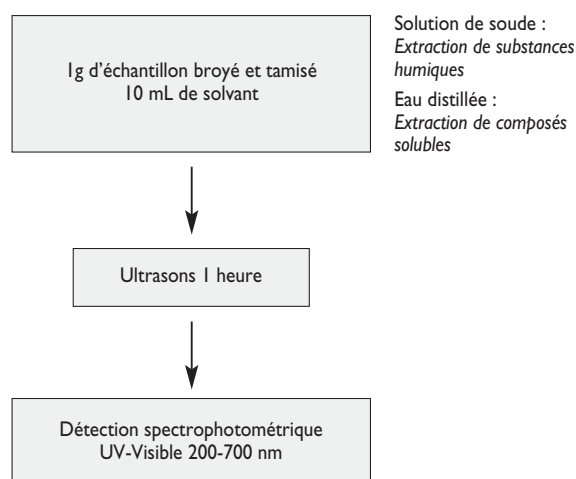 1g d’échantillon broyé et tamisé
10 mL de solvant
Solution de soude :
Extraction de substances
humiques
Eau distillée :
Extraction de composés
solubles
Ultrasons 1 heure
Détection spectrophotométrique
UV-Visible 200-700 nm